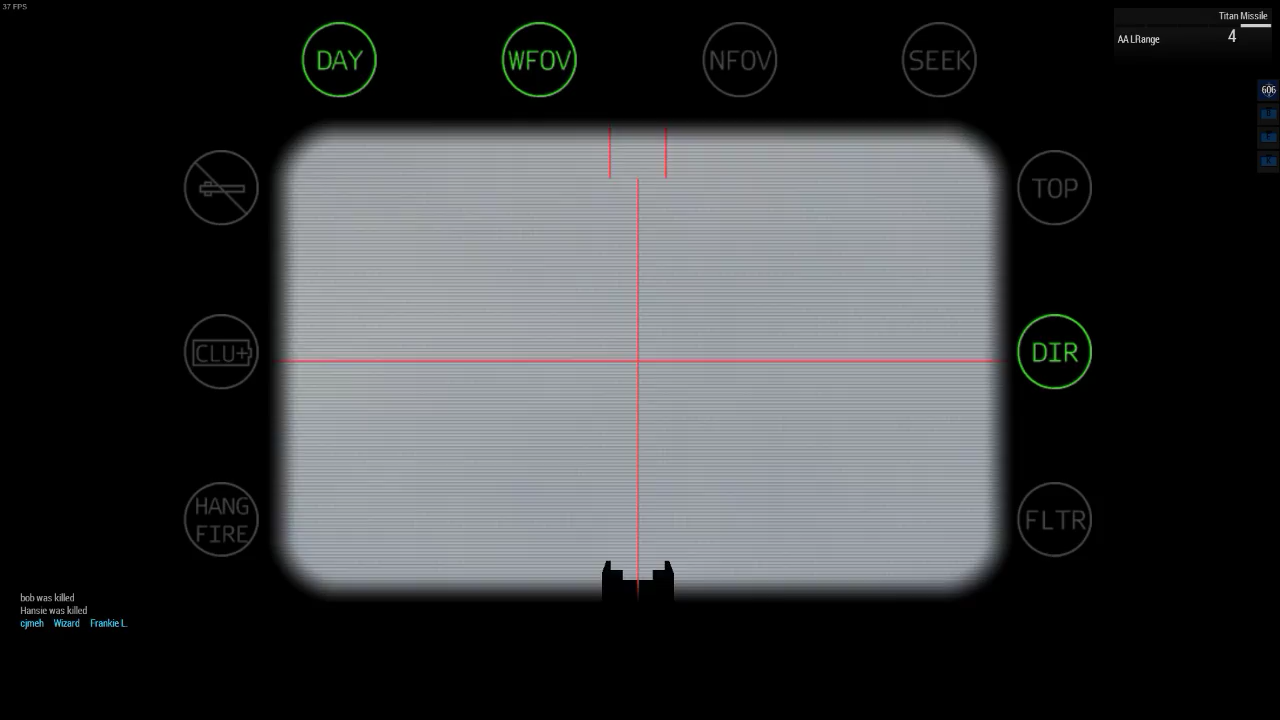 37 FPS
Titan Missile
AA LRange 4
DAY WFOV NFOV SEEK
606
TOP
CLU+ DIR
HANG
FIRE
FLTR
bob was killed
Hansie was killed
cjmeh Wizard Frankie L.